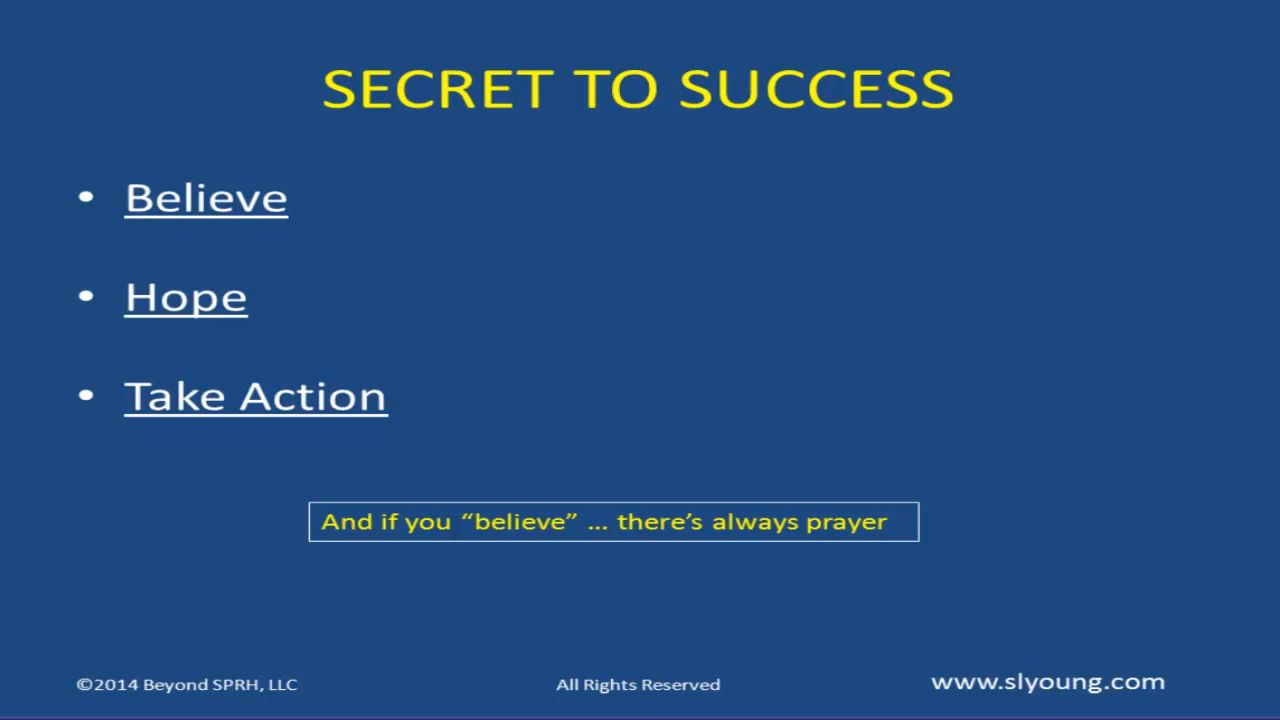 SECRET TO SUCCESS
• Believe
• Hope
• Take Action
And if you “believe” ... there’s always prayer
©2014 Beyond SPRH, LLC
All Rights Reserved
www.slyoung.com